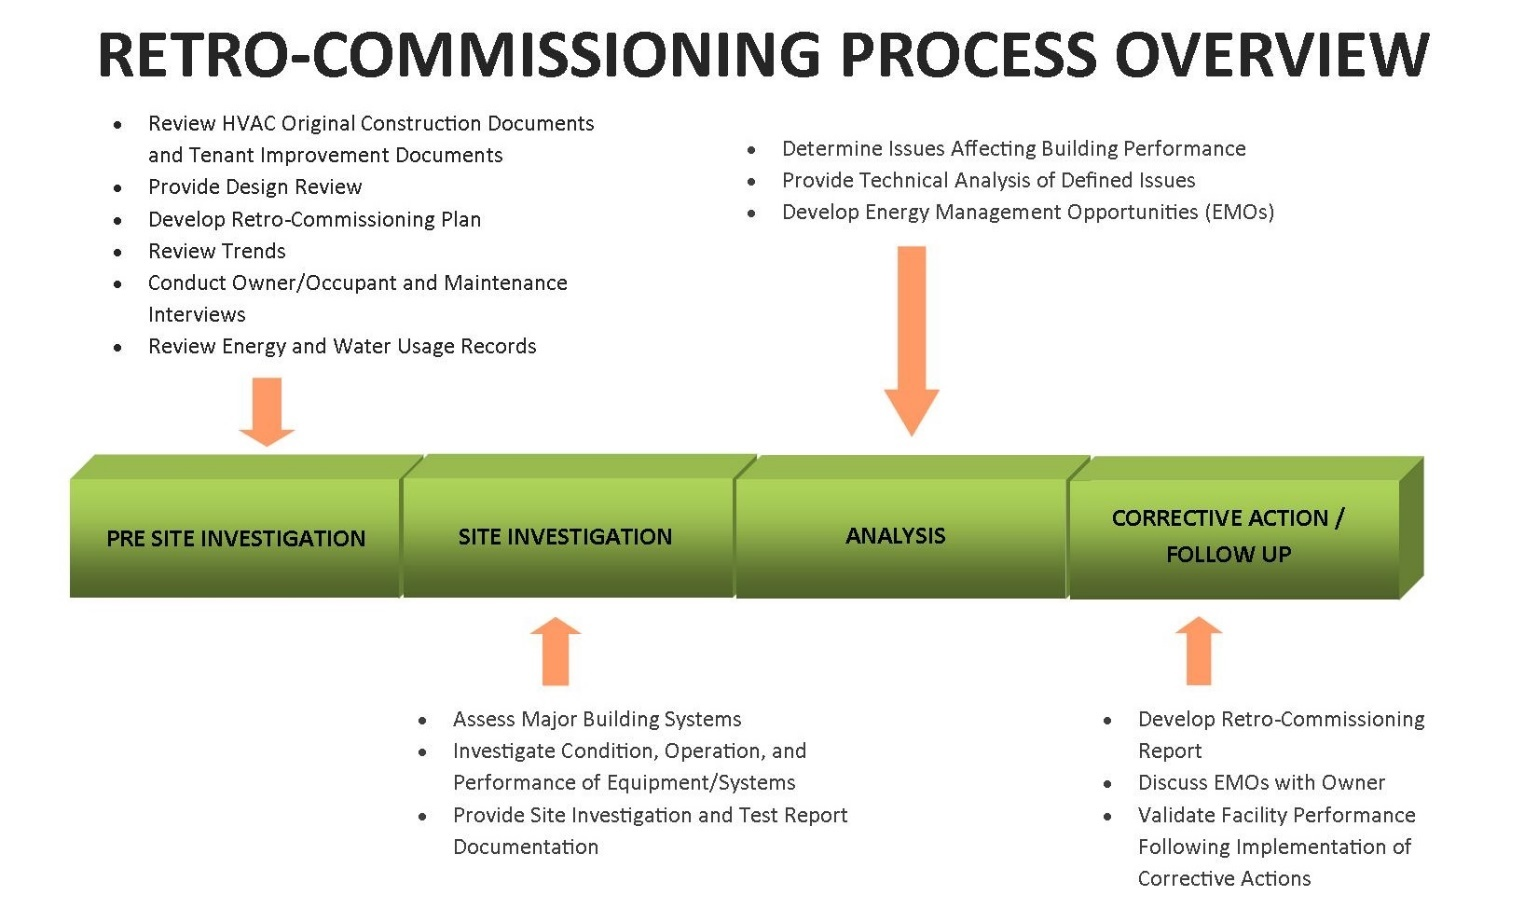 RETRO-COMMISSIONING PROCESS OVERVIEW
• Review HVAC Original Construction Documents
and Tenant Improvement Documents
• Provide Design Review
• Develop Retro-Commissioning Plan
• Review Trends
• Conduct Owner/Occupant and Maintenance
Interviews
• Review Energy and Water Usage Records
• Determine Issues Affecting Building Performance
• Provide Technical Analysis of Defined Issues
• Develop Energy Management Opportunities (EMOs)
PRE SITE INVESTIGATION
SITE INVESTIGATION
ANALYSIS
CORRECTIVE ACTION /
FOLLOW UP
• Assess Major Building Systems
• Investigate Condition, Operation, and
Performance of Equipment/Systems
• Provide Site Investigation and Test Report
Documentation
• Develop Retro-Commissioning
Report
• Discuss EMOs with Owner
• Validate Facility Performance
Following Implementation of
Corrective Actions